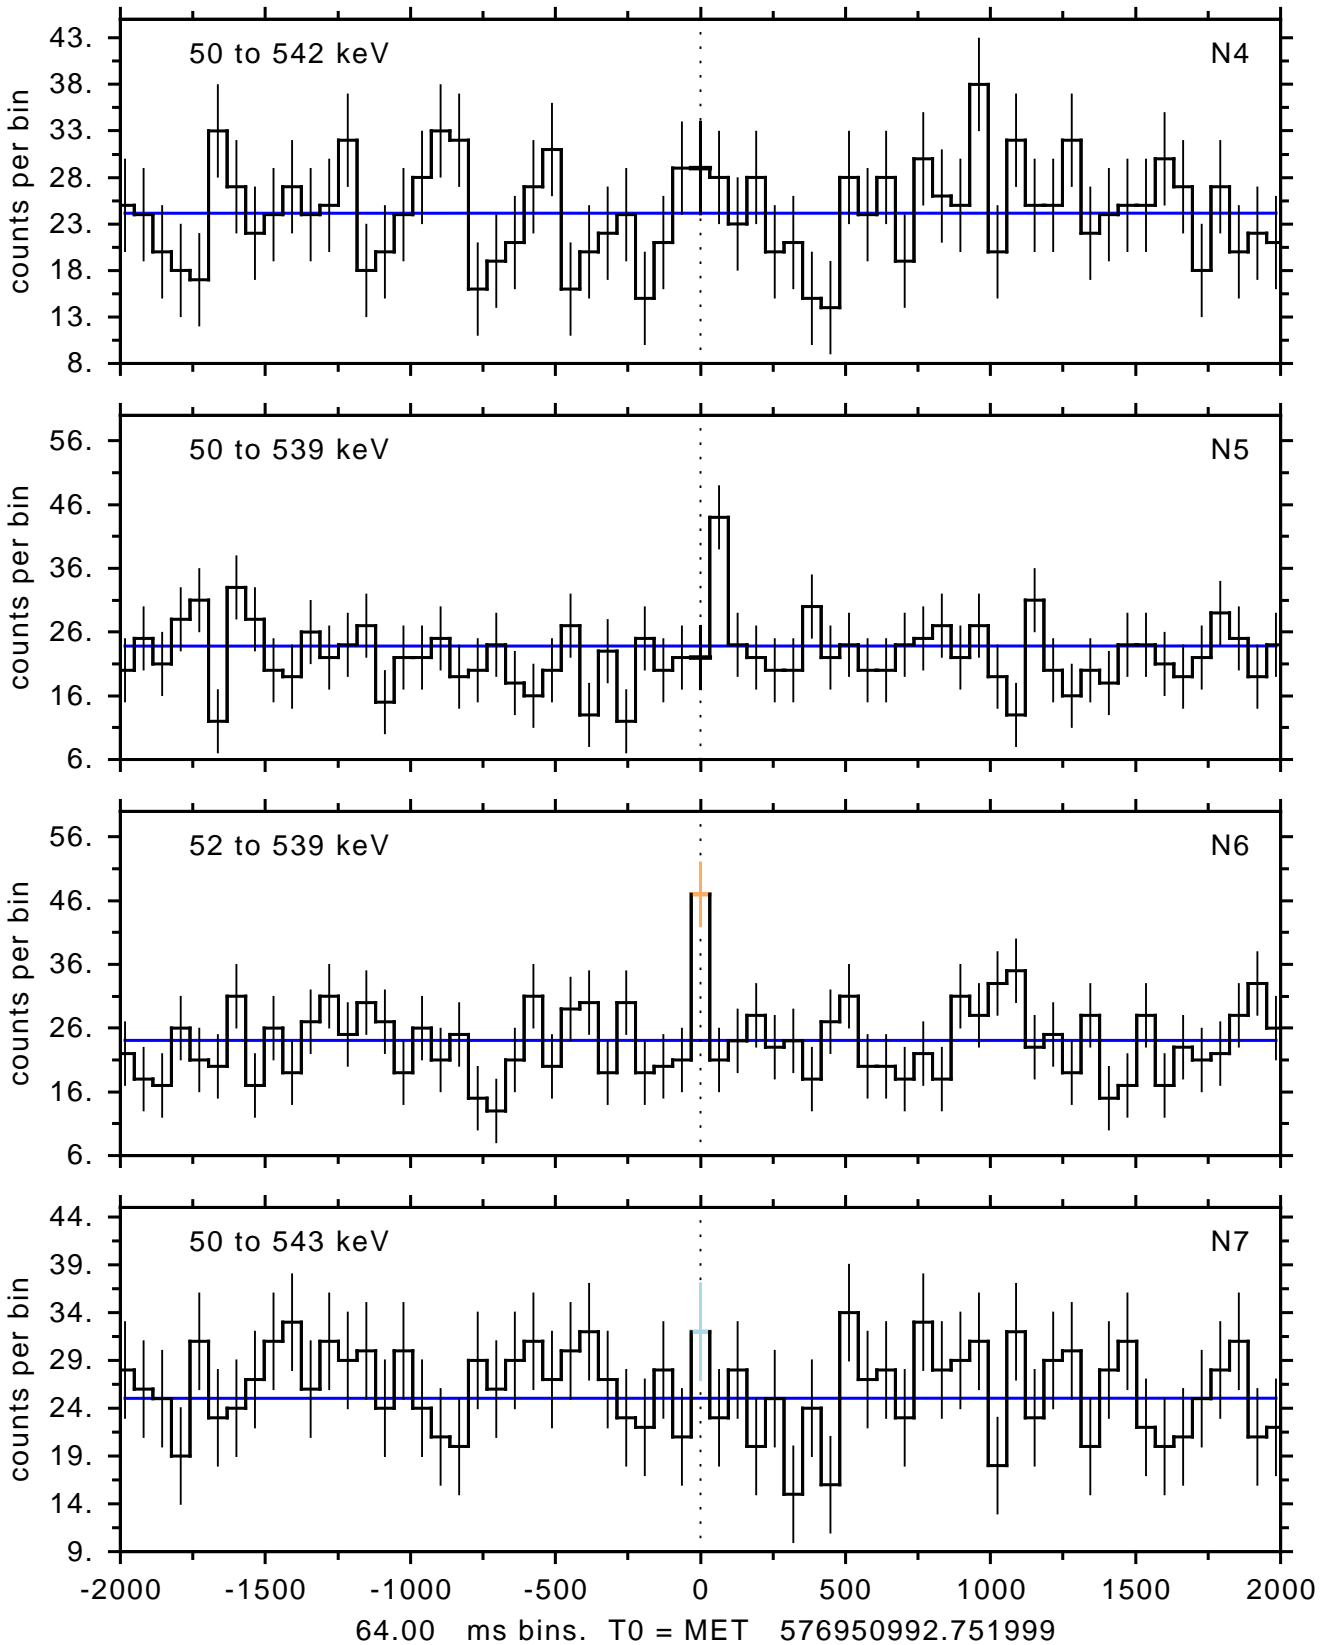 50 to 542 keV N4
43.
38.
33.
28.
23.
18.
13.
8.
counts per bin
50 to 539 keV N5
56.
46.
36.
26.
16.
6.
counts per bin
52 to 539 keV N6
56.
46.
36.
26.
16.
6.
counts per bin
50 to 543 keV N7
44.
39.
34.
29.
24.
19.
14.
9.
counts per bin
-2000 -1500 -1000 -500 0 500 1000 1500 2000
64.00 ms bins. T0 = MET 576950992.751999